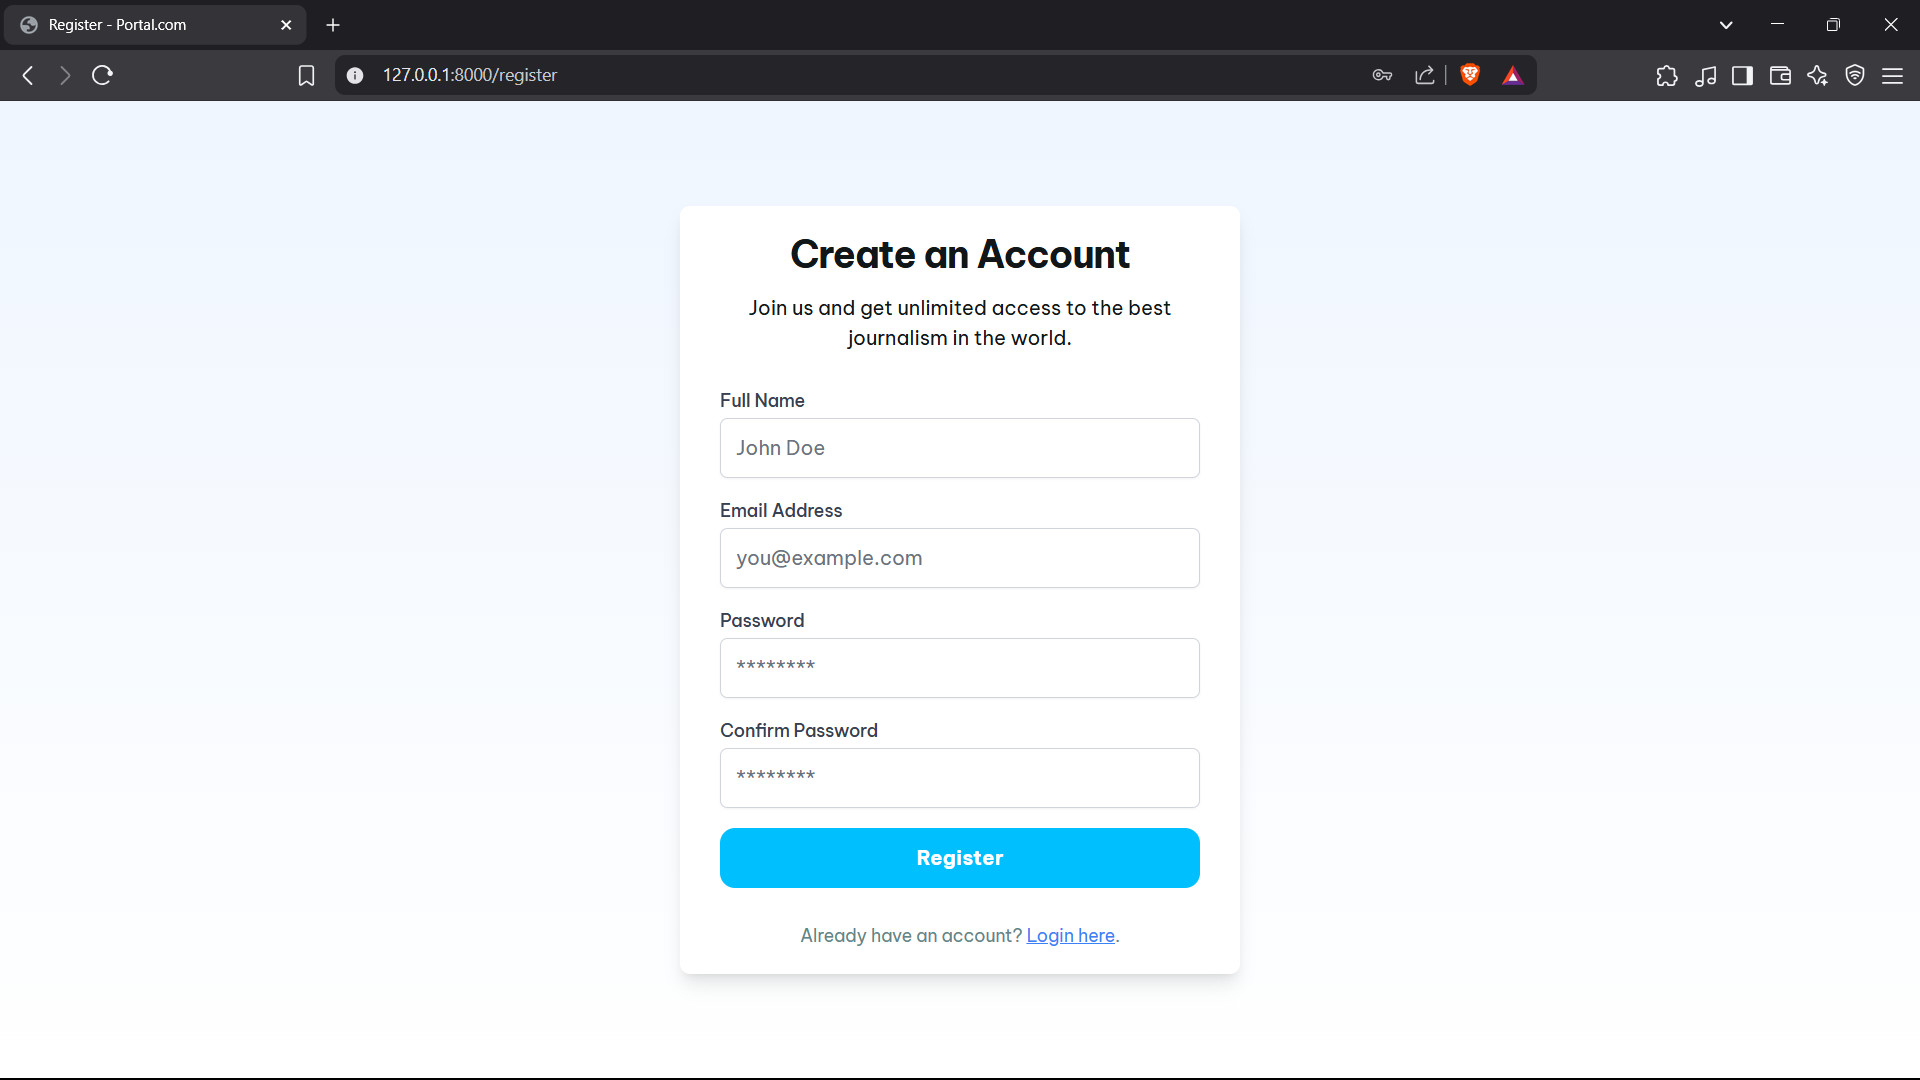 Register - Portal.com
127.0.0.1:8000/register
Create an Account
Join us and get unlimited access to the best
journalism in the world.
Full Name
John Doe
Email Address
you@example.com
Password
********
Confirm Password
********
Register
Already have an account? Login here.